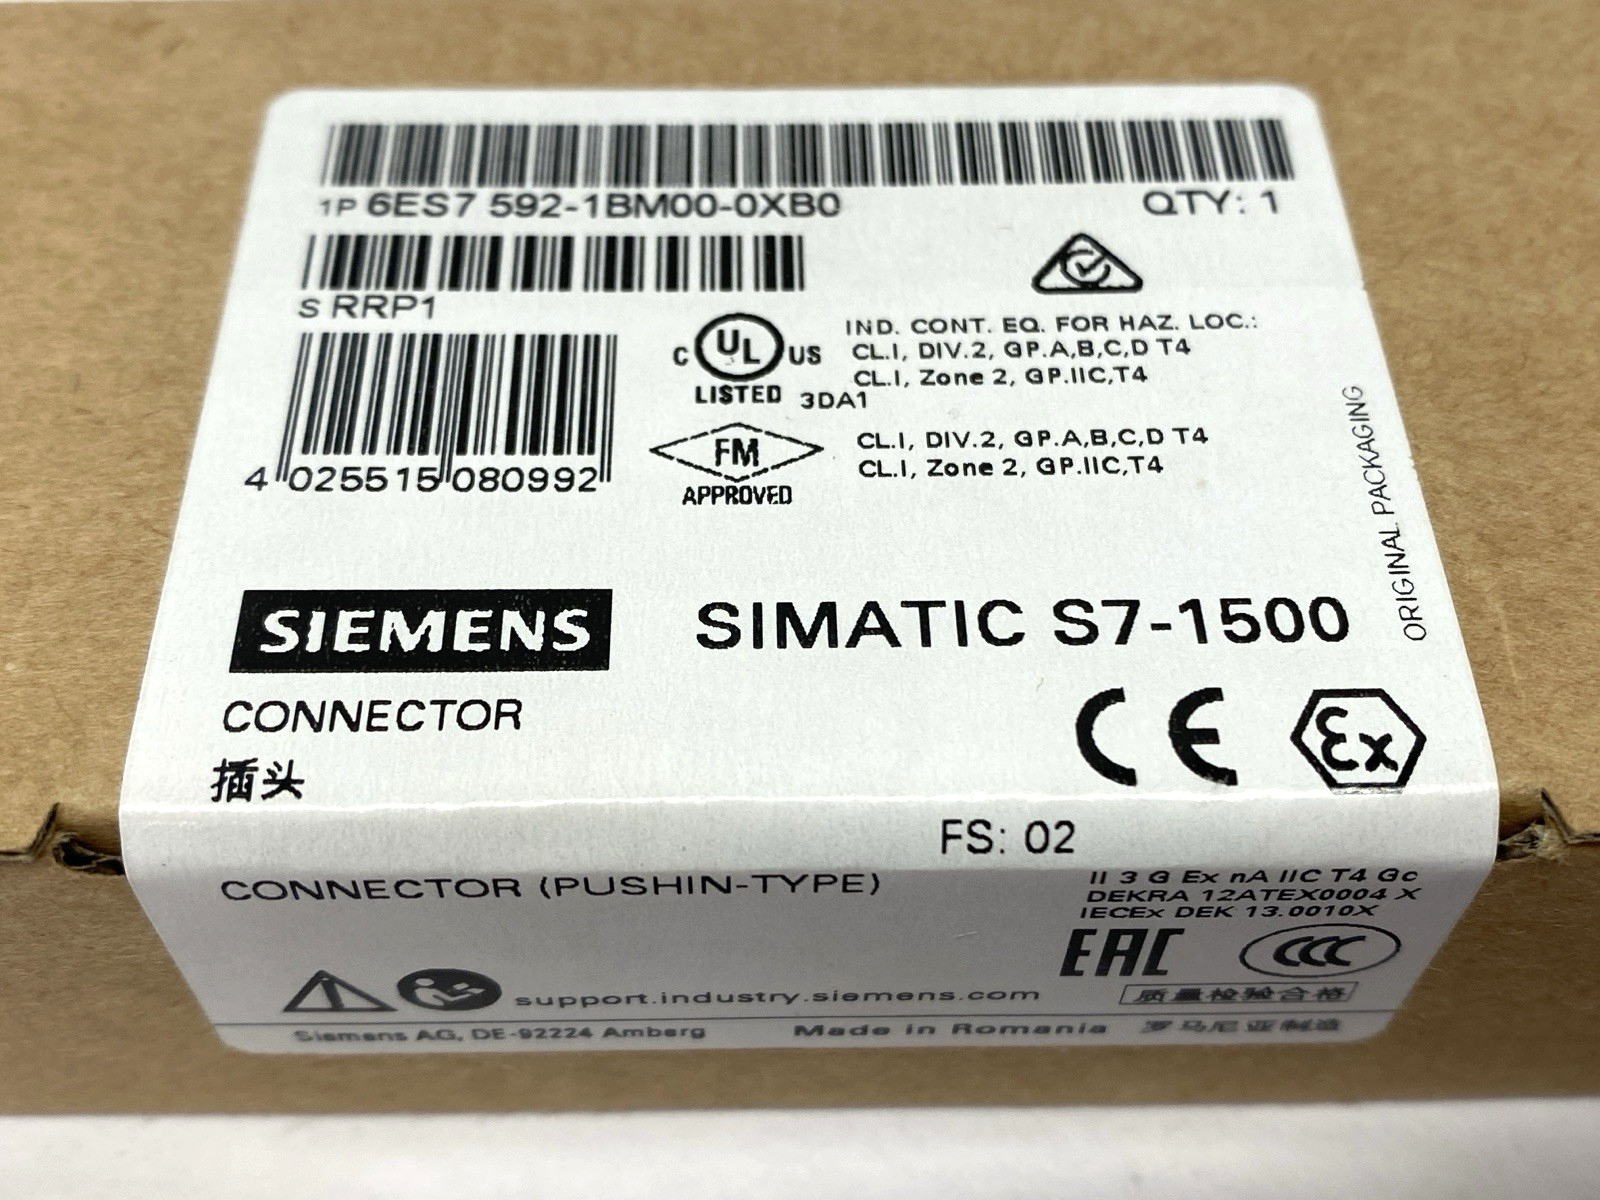 1P 6ES7 592-1BM00-0XB0 QTY: 1
S RRP1
4 025515 080992
C UL US LISTED 3DA1
IND. CONT. EQ. FOR HAZ. LOC.:
CL.I, DIV.2, GP.A,B,C,D T4
CL.I, Zone 2, GP.IIC,T4
FM APPROVED
CL.I, DIV.2, GP.A,B,C,D T4
CL.I, Zone 2, GP.IIC,T4
ORIGINAL PACKAGING
SIEMENS SIMATIC S7-1500
CONNECTOR
插头
CE Ex
FS: 02
CONNECTOR (PUSHIN-TYPE)
II 3 G Ex nA IIC T4 Gc
DEKRA 12ATEX0004 X
IECEx DEK 13.0010X
EAC CCC
support.industry.siemens.com
质量检验合格
Siemens AG, DE-92224 Amberg Made in Romania 罗马尼亚制造